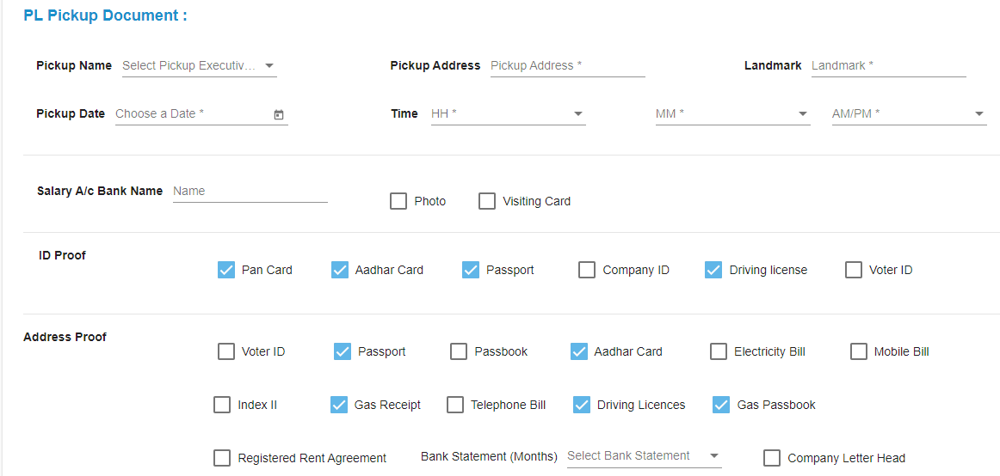 PL Pickup Document :
Pickup Name Select Pickup Executiv... Pickup Address Pickup Address * Landmark Landmark *
Pickup Date Choose a Date * Time HH * MM * AM/PM *
Salary A/c Bank Name Name Photo Visiting Card
ID Proof
Pan Card Aadhar Card Passport Company ID Driving license Voter ID
Address Proof
Voter ID Passport Passbook Aadhar Card Electricity Bill Mobile Bill
Index II Gas Receipt Telephone Bill Driving Licences Gas Passbook
Registered Rent Agreement Bank Statement (Months) Select Bank Statement Company Letter Head